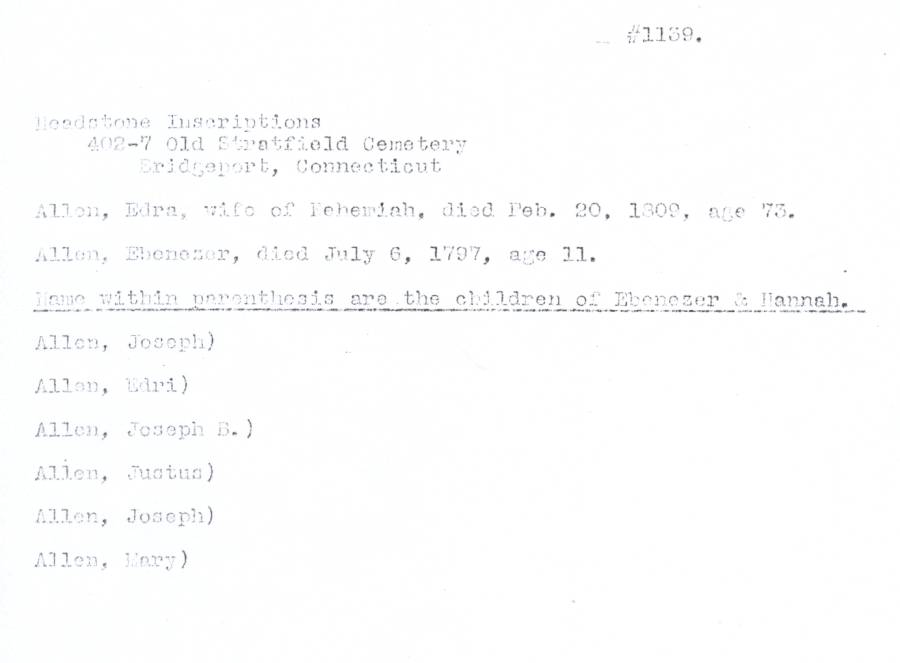 #1139.
Headstone Inscriptions
402-7 Old Stratfield Cemetery
Bridgeport, Connecticut
Allen, Edra, wife of Nehemiah, died Feb. 20, 1809, age 73.
Allen, Ebenezer, died July 6, 1797, age 11.
Name within parenthesis are the children of Ebenezer & Hannah.
Allen, Joseph)
Allen, Edri)
Allen, Joseph B.)
Allen, Justus)
Allen, Joseph)
Allen, Mary)